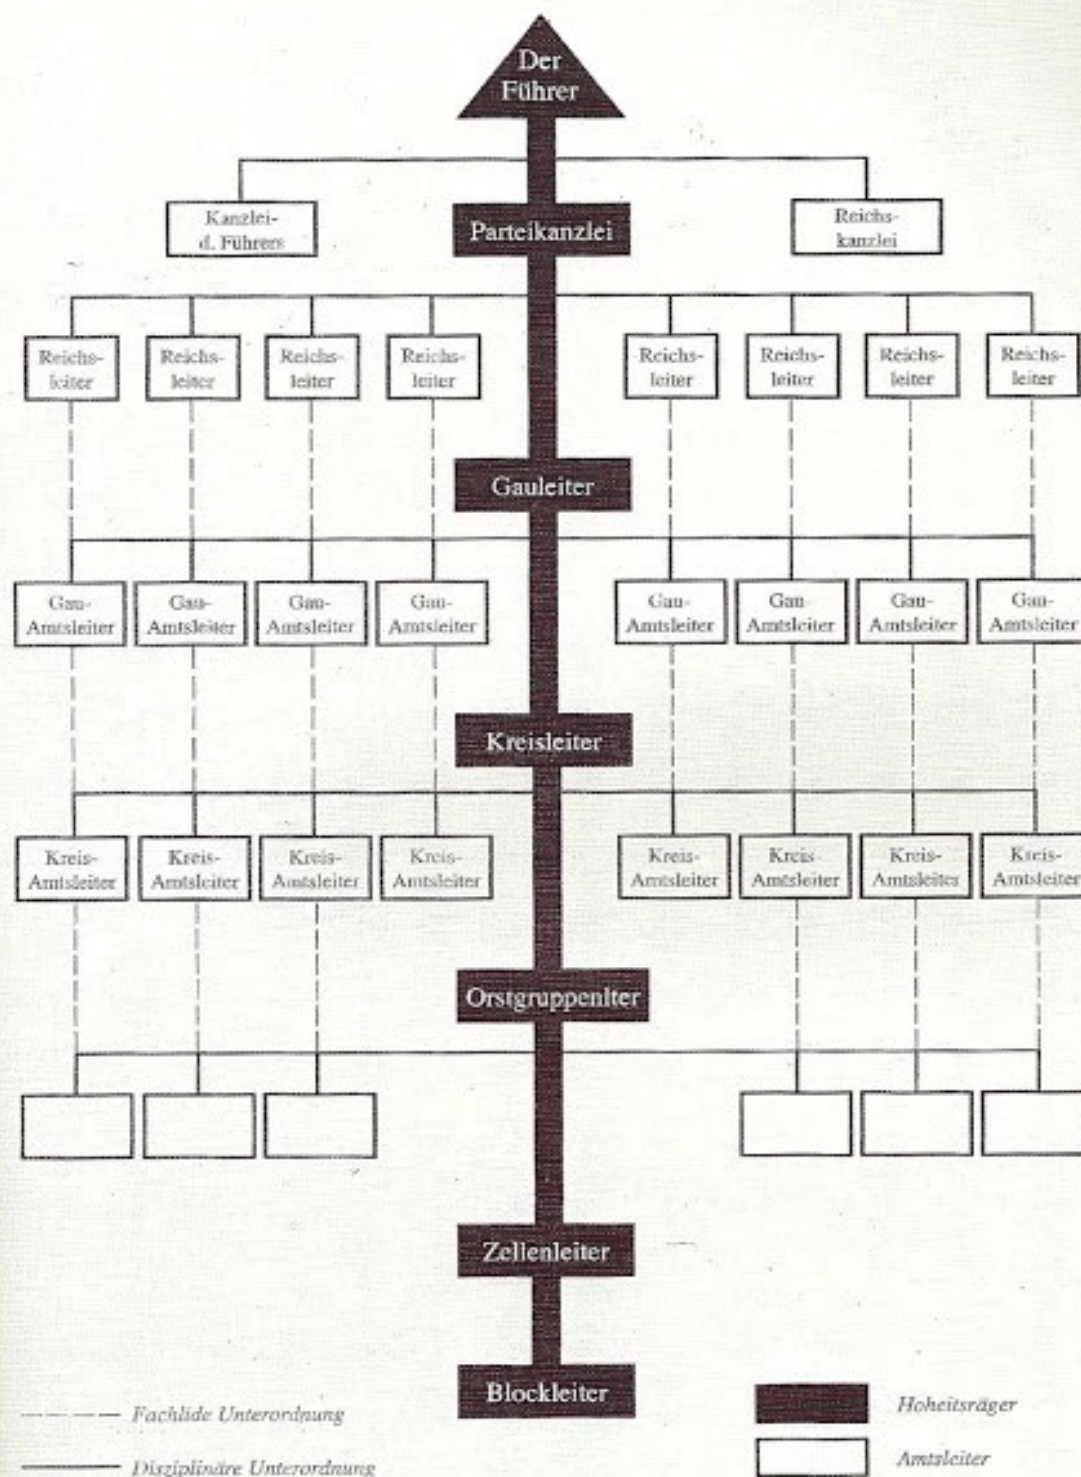 Der
Führer
Kanzlei-
d. Führers
Parteikanzlei
Reichs-
kanzlei
Reichs-
leiter
Reichs-
leiter
Reichs-
leiter
Reichs-
leiter
Reichs-
leiter
Reichs-
leiter
Reichs-
leiter
Reichs-
leiter
Gauleiter
Gau-
Amtsleiter
Gau-
Amtsleiter
Gau-
Amtsleiter
Gau-
Amtsleiter
Gau-
Amtsleiter
Gau-
Amtsleiter
Gau-
Amtsleiter
Gau-
Amtsleiter
Kreisleiter
Kreis-
Amtsleiter
Kreis-
Amtsleiter
Kreis-
Amtsleiter
Kreis-
Amtsleiter
Kreis-
Amtsleiter
Kreis-
Amtsleiter
Kreis-
Amtsleiter
Kreis-
Amtsleiter
Orstgruppenlter
Zellenleiter
Blockleiter
Fachlide Unterordnung
Disziplinäre Unterordnung
Hoheitsräger
Amtsleiter